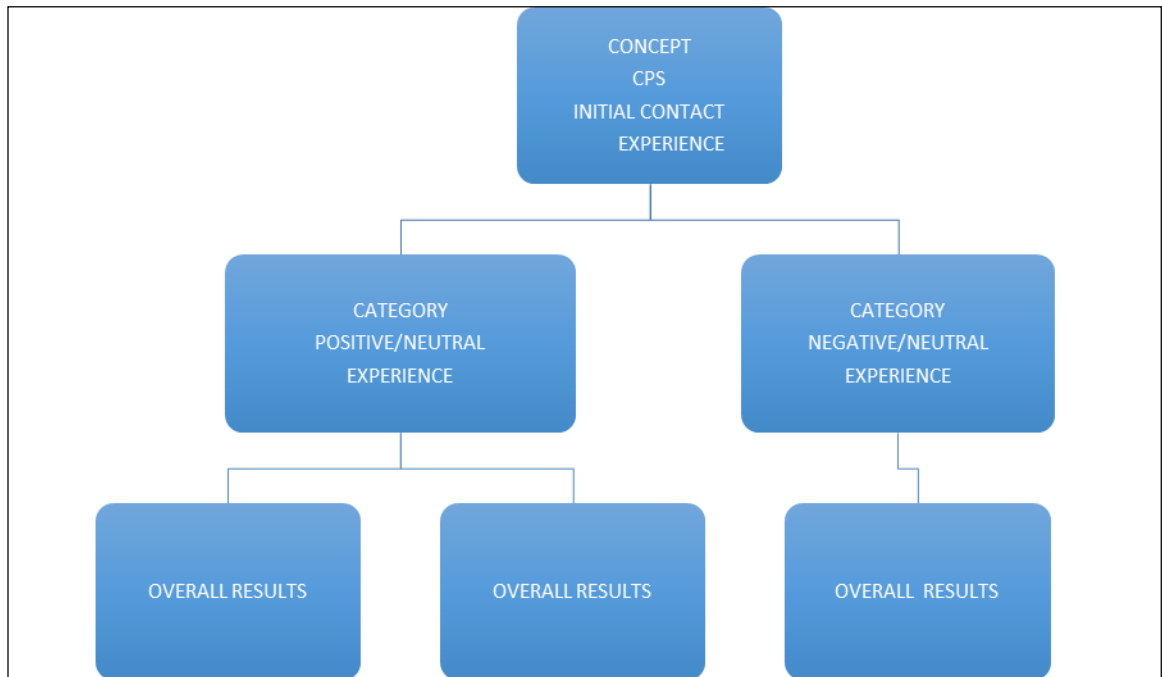 CONCEPT
CPS
INITIAL CONTACT
EXPERIENCE
CATEGORY
POSITIVE/NEUTRAL
EXPERIENCE
CATEGORY
NEGATIVE/NEUTRAL
EXPERIENCE
OVERALL RESULTS
OVERALL RESULTS
OVERALL RESULTS